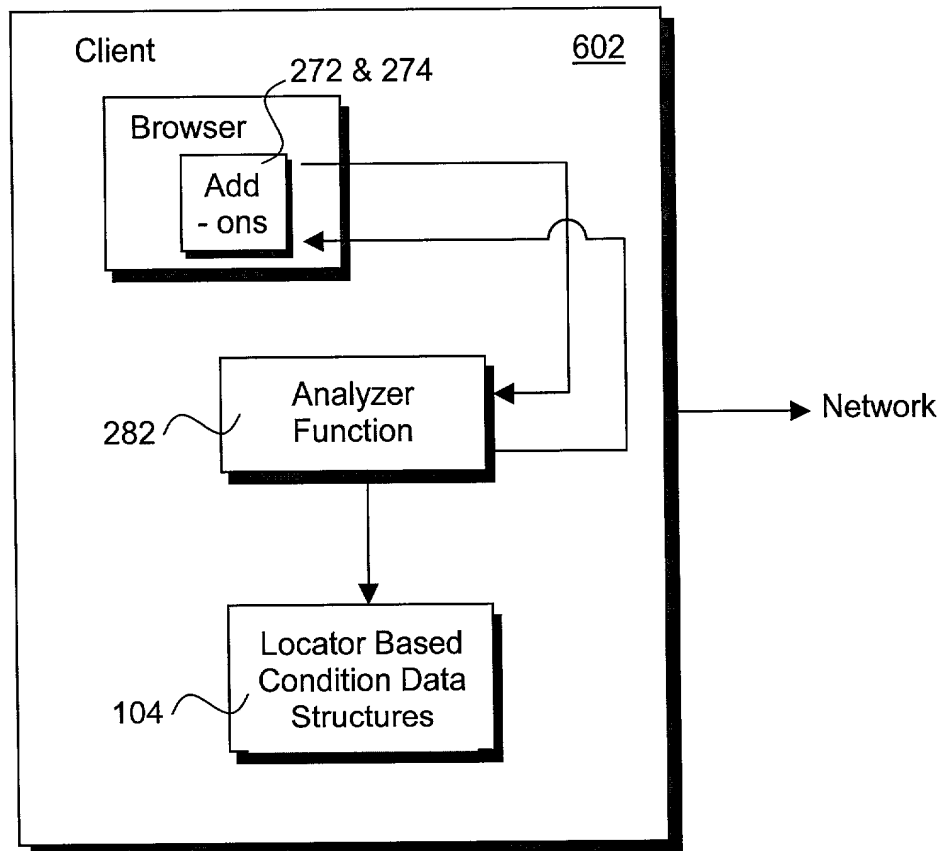 Client
602
272 & 274
Browser
Add
- ons
Analyzer
Function
282
Network
Locator Based
Condition Data
Structures
104